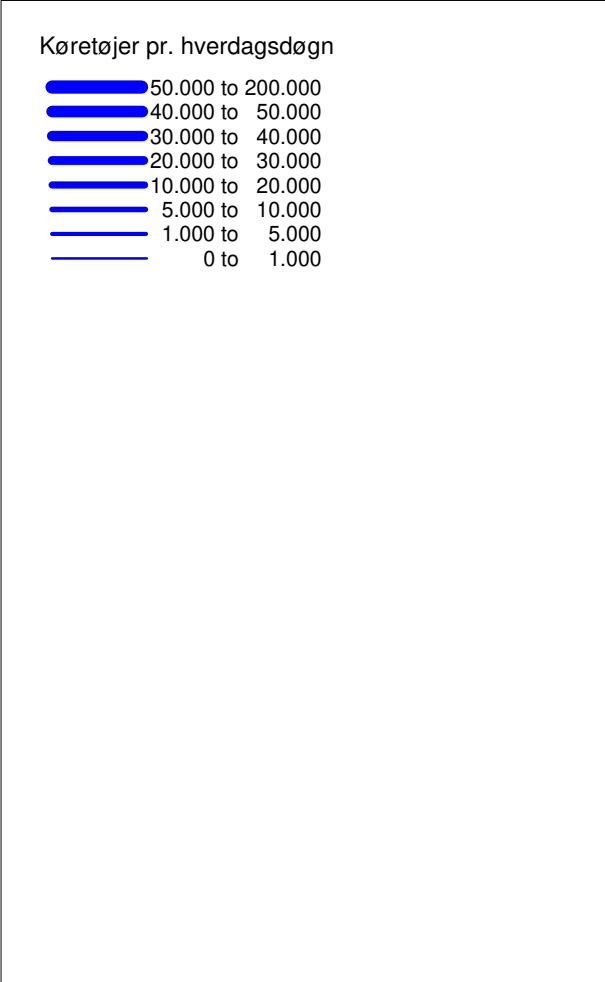 Køretøjer pr. hverdagsdøgn
50.000 to 200.000
40.000 to 50.000
30.000 to 40.000
20.000 to 30.000
10.000 to 20.000
5.000 to 10.000
1.000 to 5.000
0 to 1.000